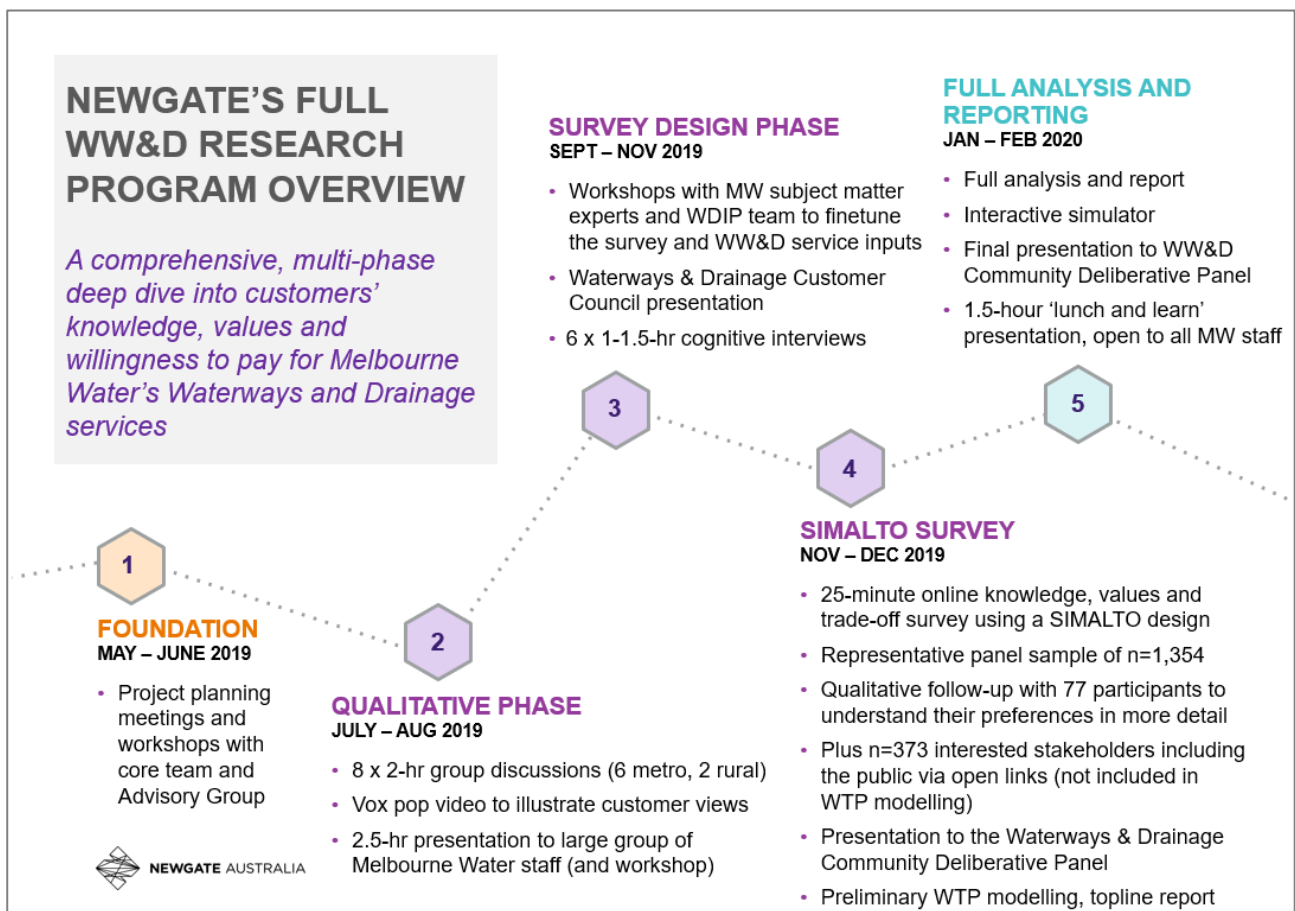 NEWGATE’S FULL
WW&D RESEARCH
PROGRAM OVERVIEW
A comprehensive, multi-phase
deep dive into customers’
knowledge, values and
willingness to pay for Melbourne
Water’s Waterways and Drainage
services
1
FOUNDATION
MAY – JUNE 2019
• Project planning
meetings and
workshops with
core team and
Advisory Group
2
QUALITATIVE PHASE
JULY – AUG 2019
• 8 x 2-hr group discussions (6 metro, 2 rural)
• Vox pop video to illustrate customer views
• 2.5-hr presentation to large group of
Melbourne Water staff (and workshop)
SURVEY DESIGN PHASE
SEPT – NOV 2019
• Workshops with MW subject matter
experts and WDIP team to finetune
the survey and WW&D service inputs
• Waterways & Drainage Customer
Council presentation
• 6 x 1-1.5-hr cognitive interviews
3
4
SIMALTO SURVEY
NOV – DEC 2019
• 25-minute online knowledge, values and
trade-off survey using a SIMALTO design
• Representative panel sample of n=1,354
• Qualitative follow-up with 77 participants to
understand their preferences in more detail
• Plus n=373 interested stakeholders including
the public via open links (not included in
WTP modelling)
• Presentation to the Waterways & Drainage
Community Deliberative Panel
• Preliminary WTP modelling, topline report
FULL ANALYSIS AND
REPORTING
JAN – FEB 2020
• Full analysis and report
• Interactive simulator
• Final presentation to WW&D
Community Deliberative Panel
• 1.5-hour ‘lunch and learn’
presentation, open to all MW staff
5
NEWGATE AUSTRALIA